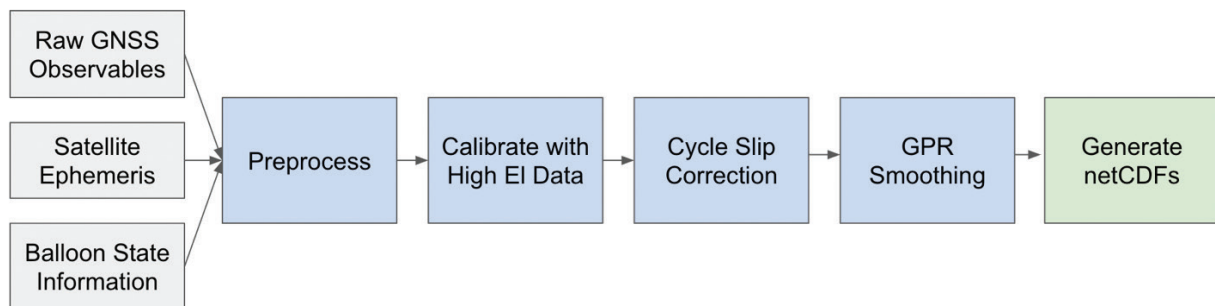 Raw GNSS
Observables
Satellite
Ephemeris
Balloon State
Information
Preprocess
Calibrate with
High El Data
Cycle Slip
Correction
GPR
Smoothing
Generate
netCDFs